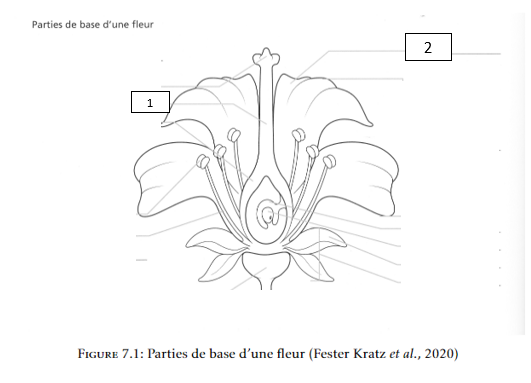 Parties de base d'une fleur
2
1
FIGURE 7.1: Parties de base d'une fleur (Fester Kratz et al., 2020)